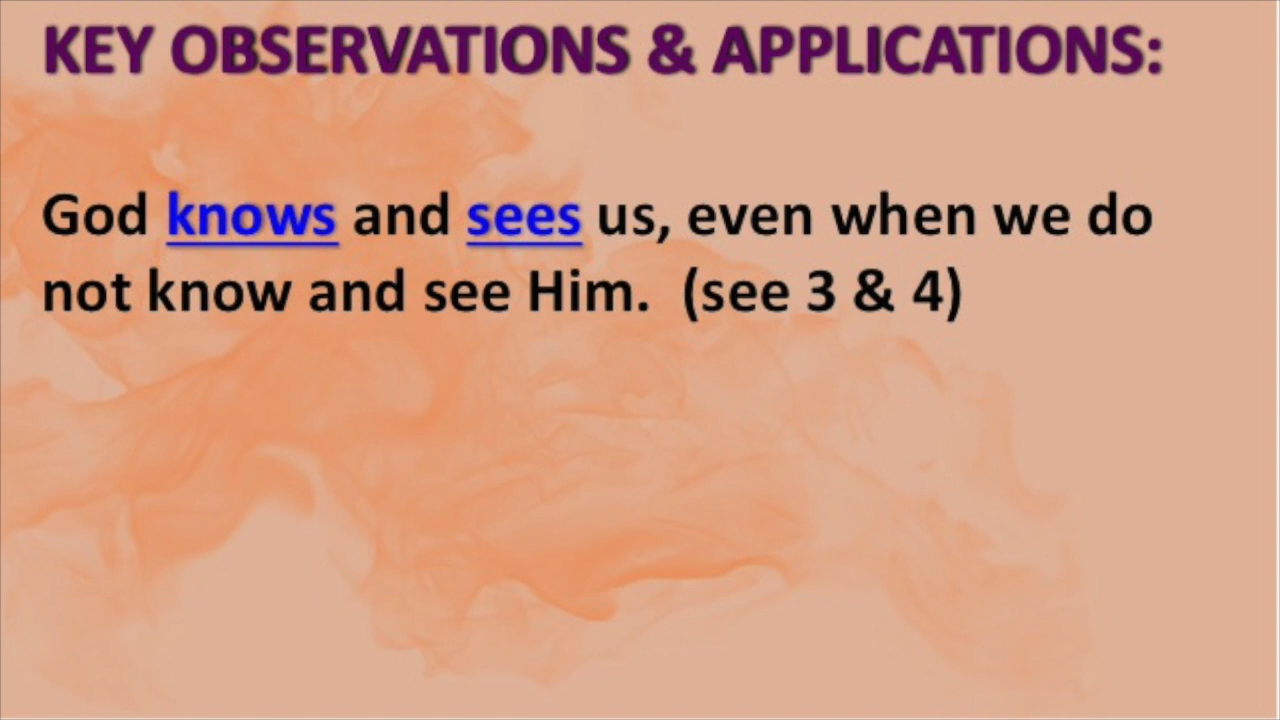 KEY OBSERVATIONS & APPLICATIONS:
God knows and sees us, even when we do
not know and see Him.  (see 3 & 4)